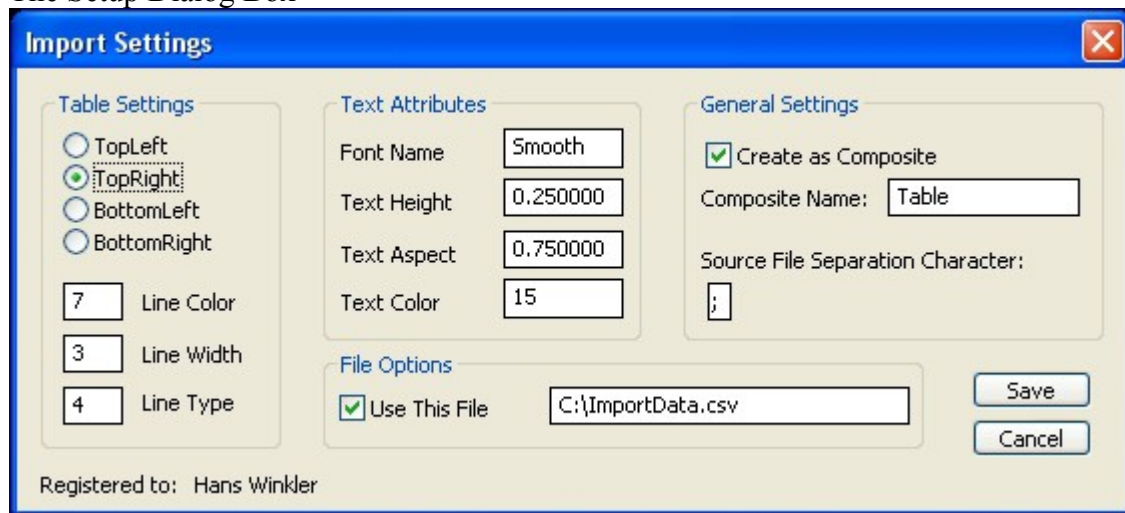 The Setup Dialog Box
Import Settings
Table Settings
TopLeft
TopRight
BottomLeft
BottomRight
7 Line Color
3 Line Width
4 Line Type
Text Attributes
Font Name Smooth
Text Height 0.250000
Text Aspect 0.750000
Text Color 15
General Settings
Create as Composite
Composite Name: Table
Source File Separation Character:
;
File Options
Use This File C:\ImportData.csv
Save
Cancel
Registered to: Hans Winkler